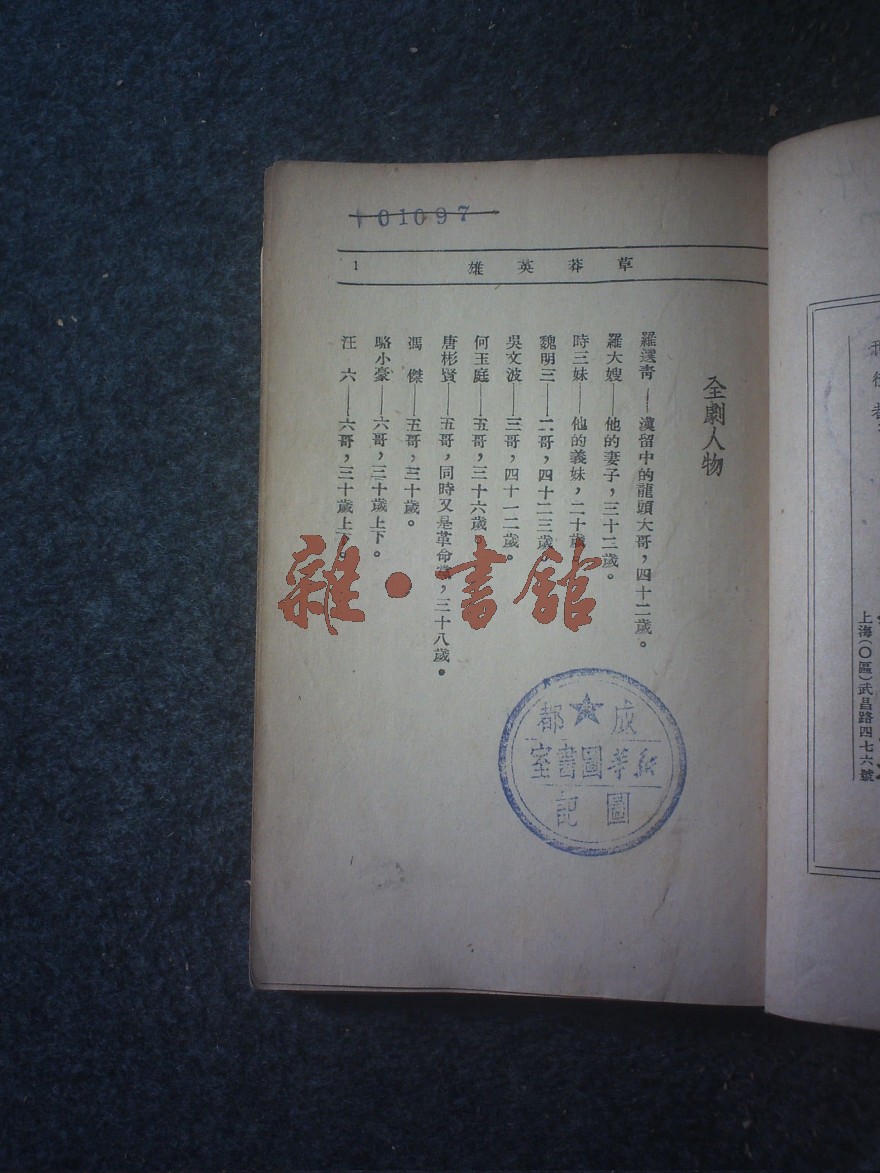 01097
草莽英雄 1
全劇人物
羅選青——漢留中的龍頭大哥，四十二歲。
羅大嫂——他的妻子，三十二歲。
時三妹——他的義妹，二十歲。
魏明三——二哥，四十二三歲。
吳文波——三哥，四十一二歲。
何玉庭——五哥，三十六歲。
唐彬賢——五哥，同時又是革命黨，三十八歲。
馮 傑——五哥，三十歲。
駱小豪——六哥，三十歲上下。
汪 六——六哥，三十歲上下。
雜·書館
成都
新華圖書室
圖記
上海(〇區)武昌路四七六號